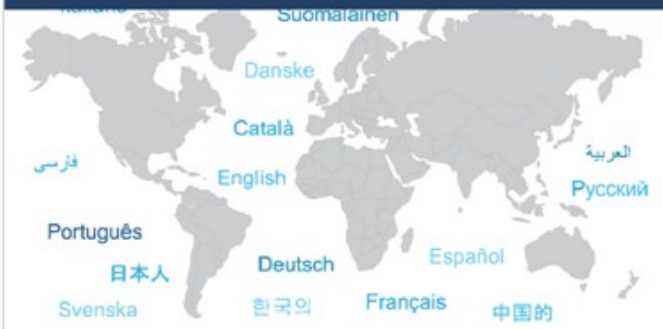 Italiano
Suomalainen
Danske
Català
العربية
فارسی
English
Русский
Português
Español
Deutsch
日本人
Français
한국의
Svenska
中国的